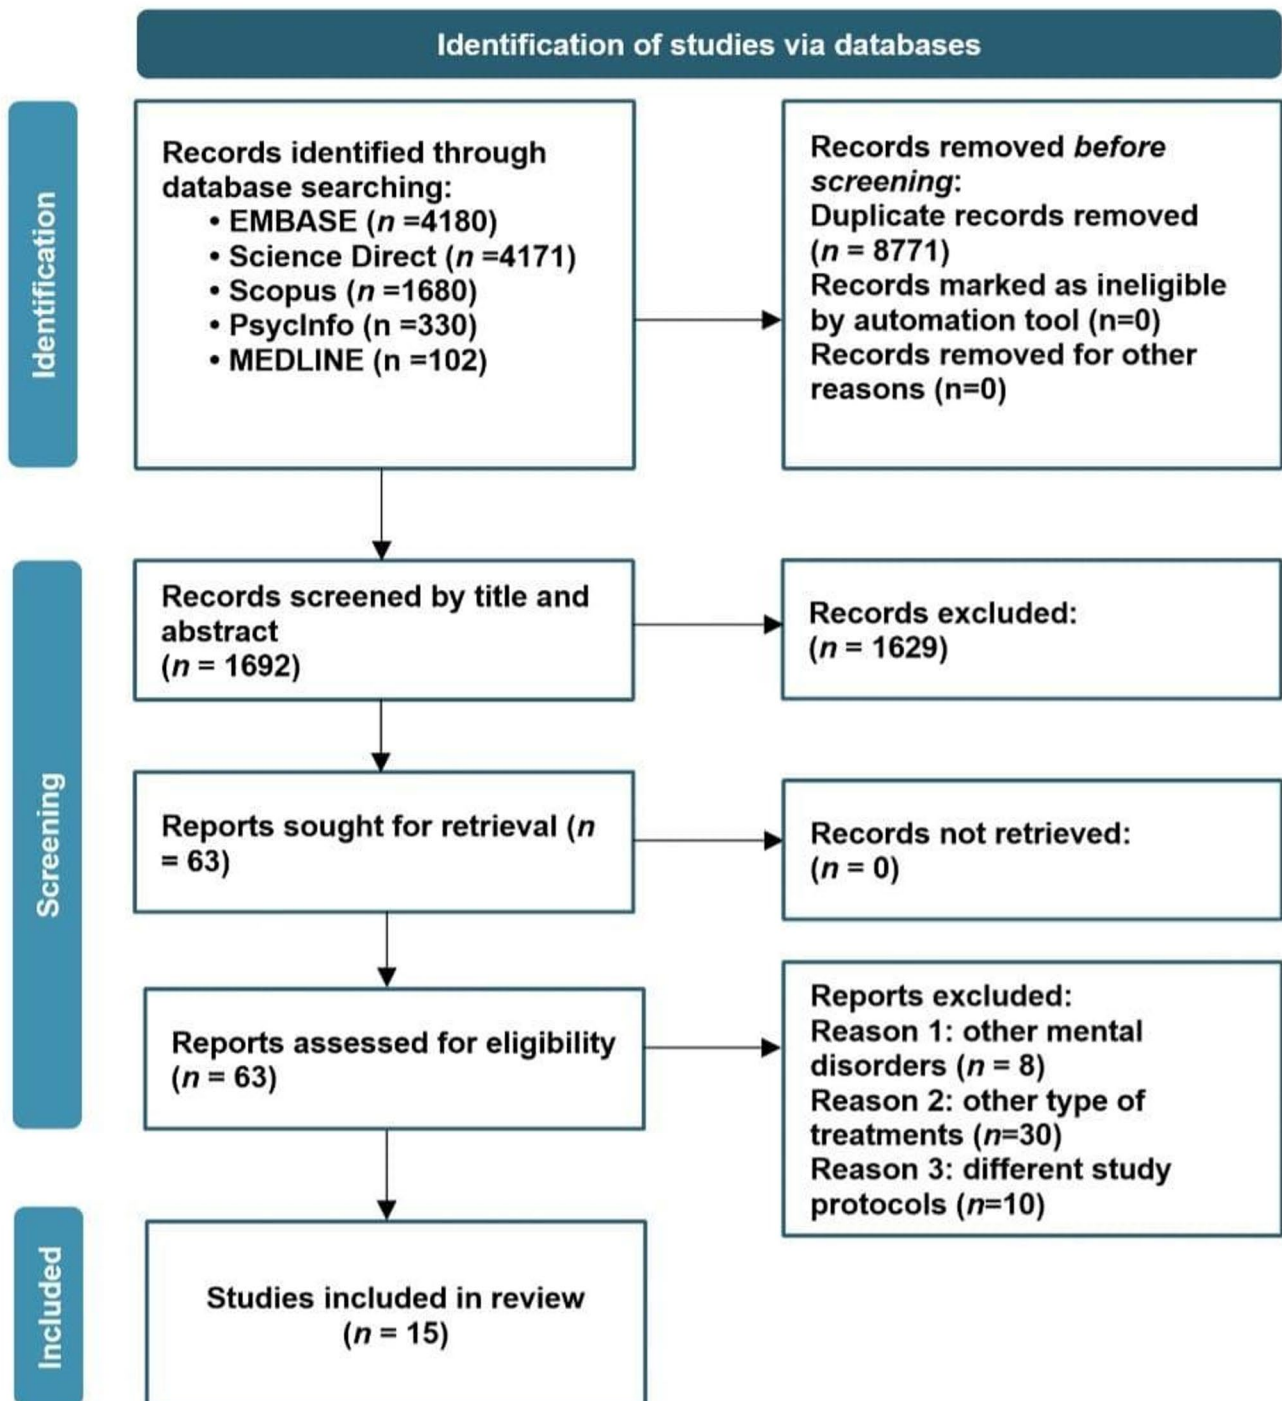 Identification of studies via databases
Identification
Records identified through
database searching:
• EMBASE (n =4180)
• Science Direct (n =4171)
• Scopus (n =1680)
• PsycInfo (n =330)
• MEDLINE (n =102)
Records removed before
screening:
Duplicate records removed
(n = 8771)
Records marked as ineligible
by automation tool (n=0)
Records removed for other
reasons (n=0)
Screening
Records screened by title and
abstract
(n = 1692)
Records excluded:
(n = 1629)
Reports sought for retrieval (n
= 63)
Records not retrieved:
(n = 0)
Reports assessed for eligibility
(n = 63)
Reports excluded:
Reason 1: other mental
disorders (n = 8)
Reason 2: other type of
treatments (n=30)
Reason 3: different study
protocols (n=10)
Included
Studies included in review
(n = 15)